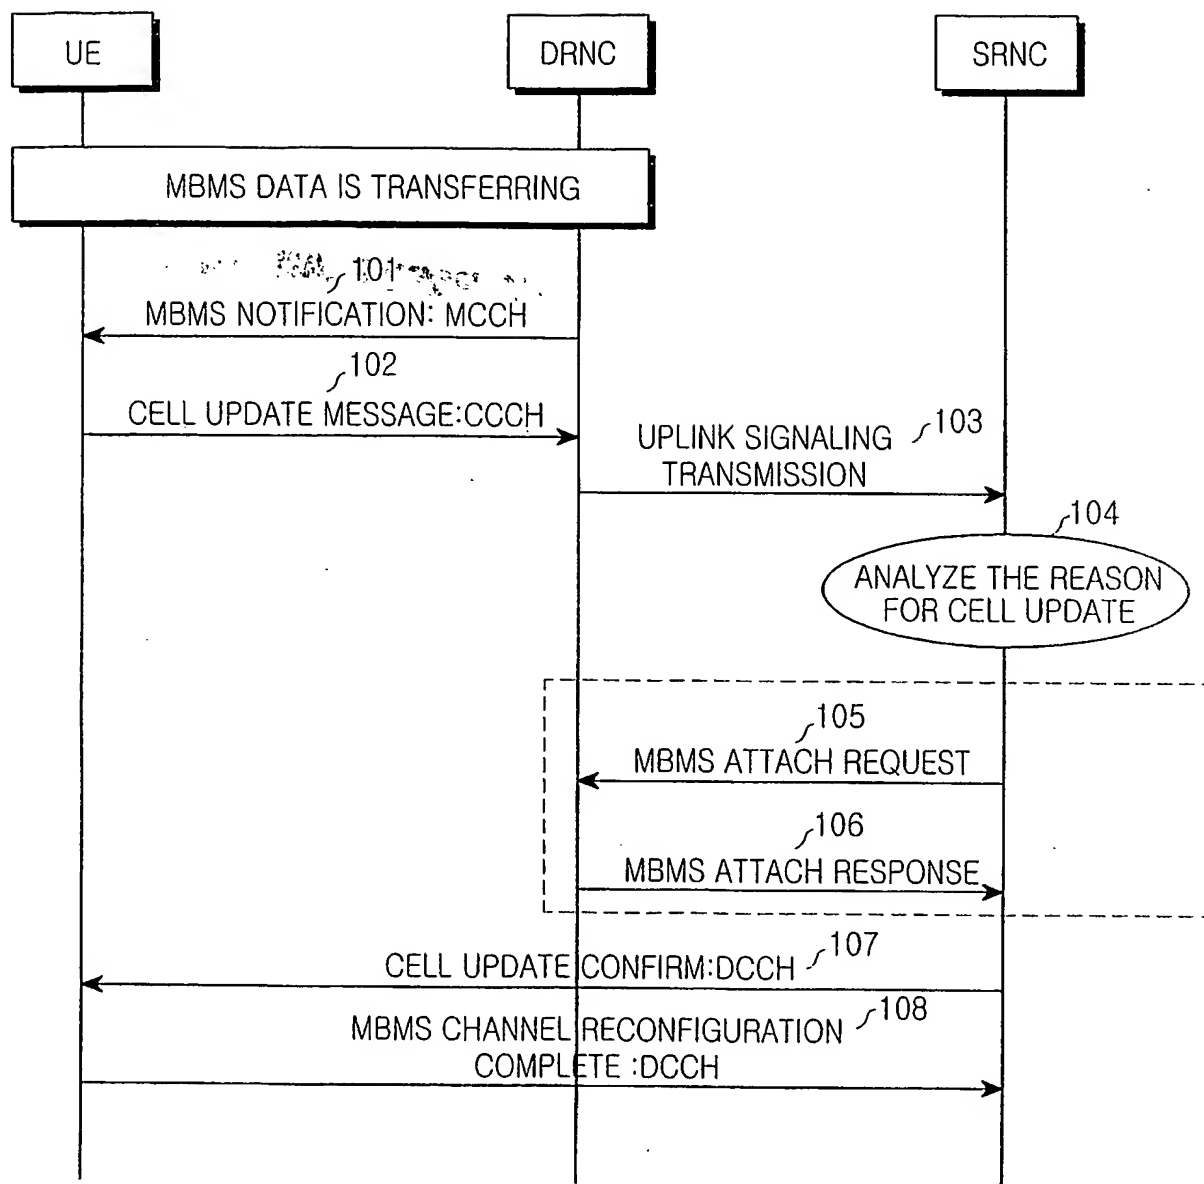 UE
DRNC
SRNC
MBMS DATA IS TRANSFERRING
101
MBMS NOTIFICATION: MCCH
102
CELL UPDATE MESSAGE:CCCH
103
UPLINK SIGNALING
TRANSMISSION
104
ANALYZE THE REASON
FOR CELL UPDATE
105
MBMS ATTACH REQUEST
106
MBMS ATTACH RESPONSE
107
CELL UPDATE CONFIRM:DCCH
108
MBMS CHANNEL RECONFIGURATION
COMPLETE :DCCH